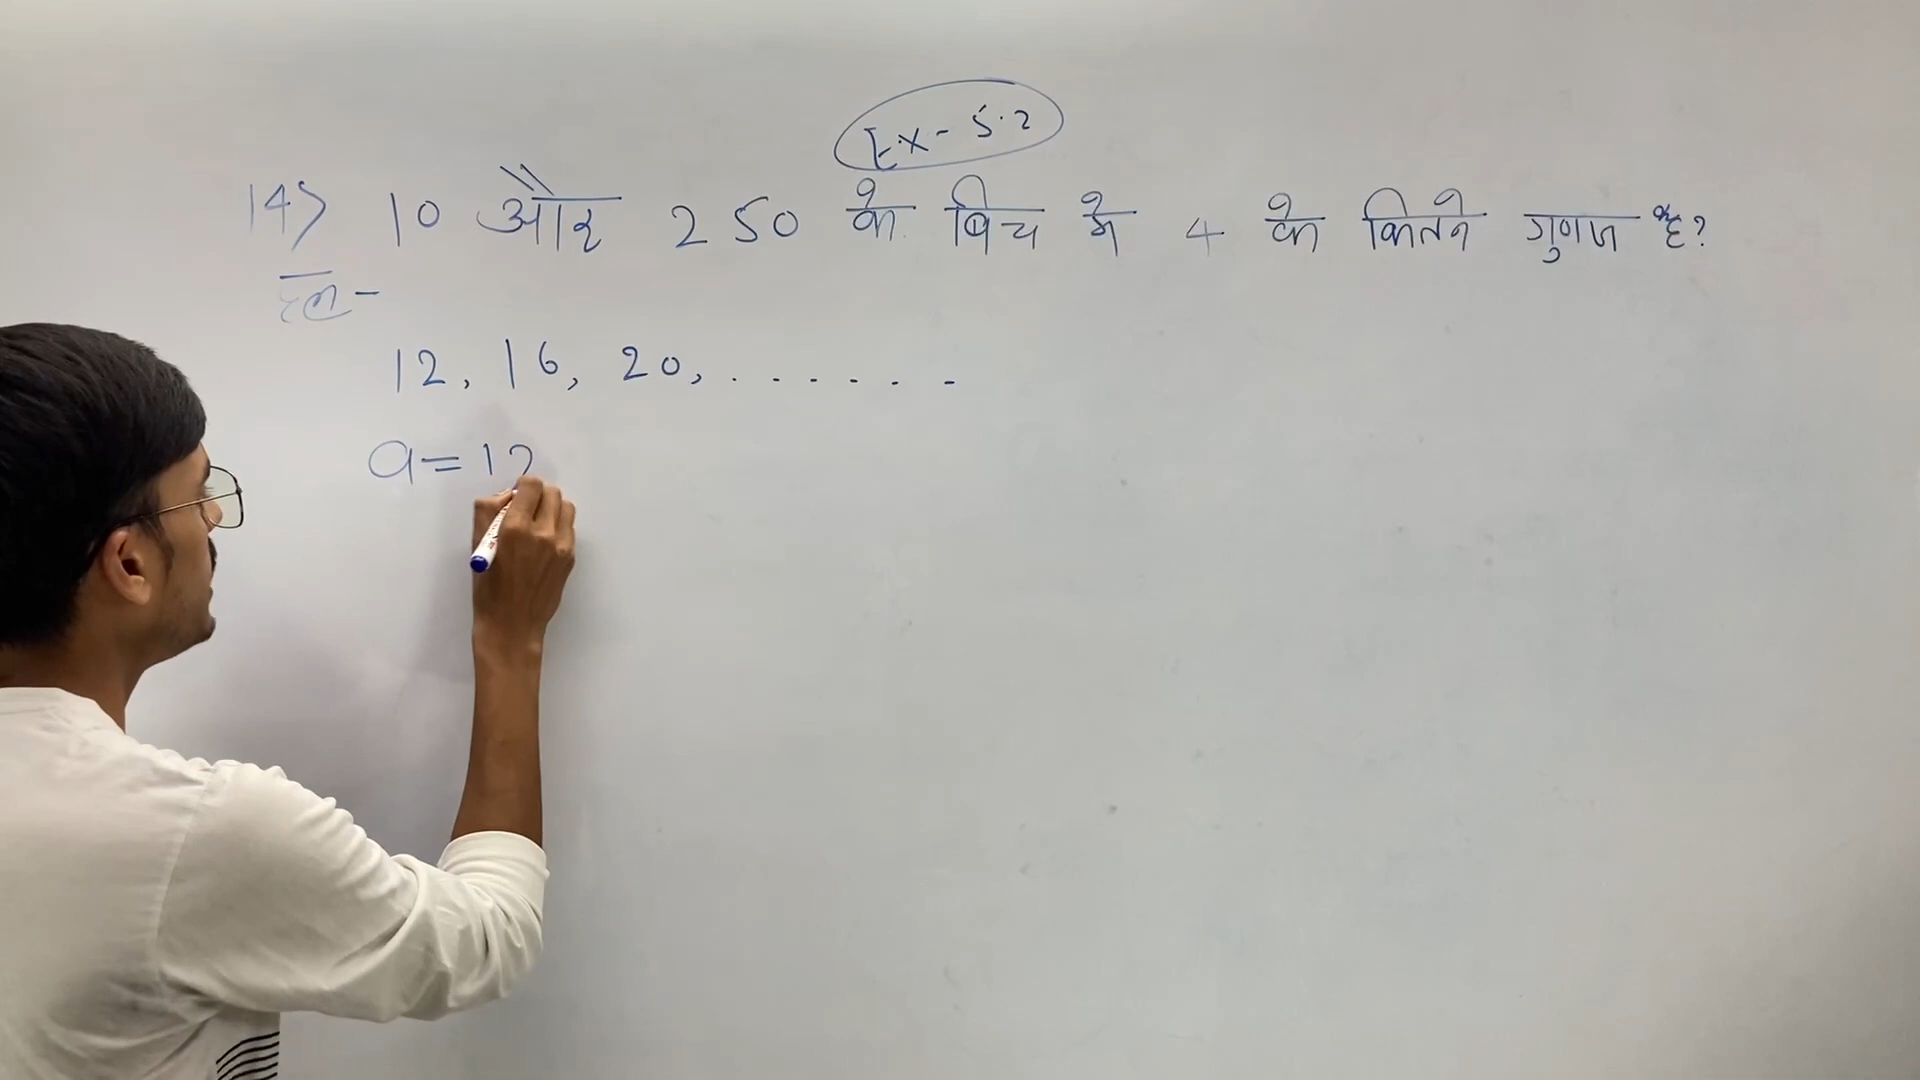 Ex- 5.2
14> 10 और 250 के बिच मे 4 के कितने गुणज है?
हल -
12, 16, 20, . . . . . .
a = 12